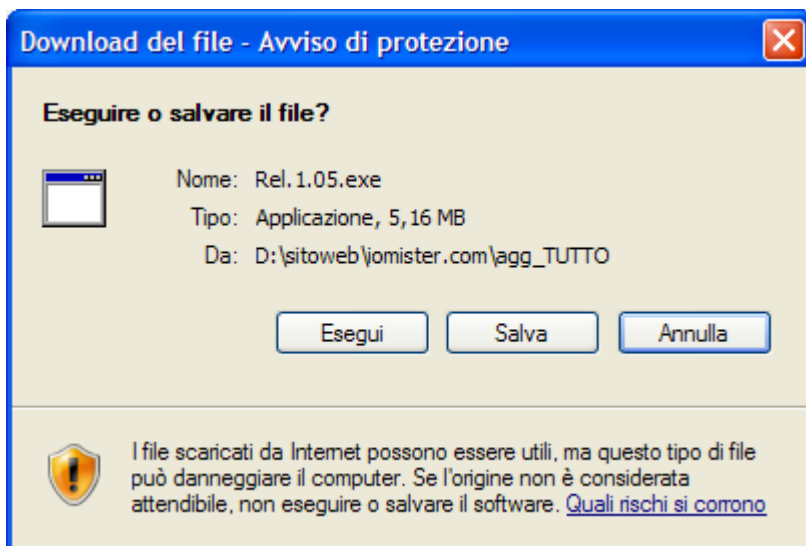 Download del file - Avviso di protezione
Eseguire o salvare il file?
Nome: Rel.1.05.exe
Tipo: Applicazione, 5,16 MB
Da: D:\sitoweb\iomister.com\agg_TUTTO
Esegui Salva Annulla
I file scaricati da Internet possono essere utili, ma questo tipo di file
può danneggiare il computer. Se l'origine non è considerata
attendibile, non eseguire o salvare il software. Quali rischi si corrono